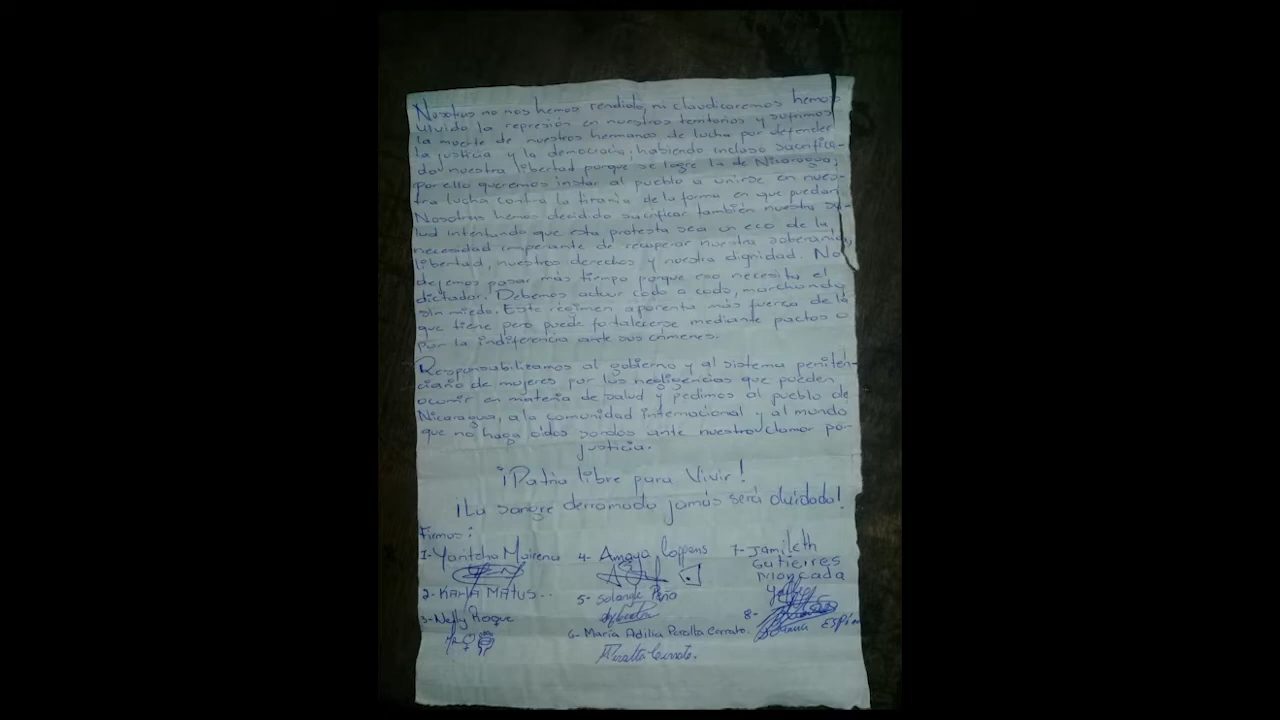 Nosotras no nos hemos rendido, ni claudicaremos hemos
vivido la represión en nuestros territorios y sufrimos
la muerte de nuestros hermanos de lucha por defender
la justicia y la democracia; habiendo incluso sacrifica-
do nuestra libertad porque se logre la de Nicaragua;
por ello queremos instar al pueblo a unirse en nues-
tra lucha contra la tiranía de la forma en que puedan
Nosotras hemos decidido sacrificar también nuestra sa-
lud intentando que esta protesta sea un eco de la
necesidad imperante de recuperar nuestra soberanía,
libertad, nuestros derechos y nuestra dignidad. No
dejemos pasar más tiempo porque eso necesita el
dictador. Debemos actuar codo a codo, marchando
sin miedo. Este régimen aparenta más fuerza de la
que tiene pero puede fortalecerse mediante pactos o
por la indiferencia ante sus crímenes.
Responsabilizamos al gobierno y al sistema peniten-
ciario de mujeres por las negligencias que pueden
ocurrir en materia de salud y pedimos al pueblo de
Nicaragua, a la comunidad internacional y al mundo
que no haga oídos sordos ante nuestro clamor por
justicia.
¡Patria libre para Vivir!
¡La sangre derramada jamás será olvidada!
Firmas:
1- Yaritcha Mairena
2- KARLA MATUS..
3- Nelly Roque
4- Amaya Coppens
5- Solange Peña
6- María Adilia Peralta Cerrato.
Peralta Cerrato.
7- Jamileth
Gutierres
Moncada
8-